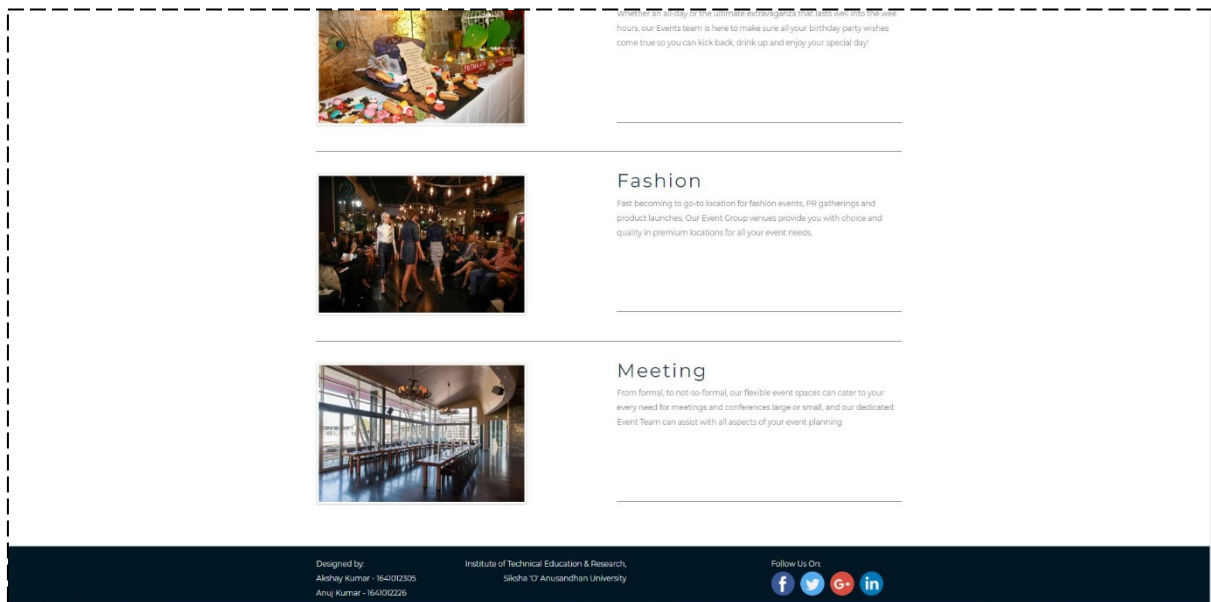 Whether an all-day or the ultimate extravaganza that lasts well into the wee
hours, our Events team is here to make sure all your birthday party wishes
come true so you can kick back, drink up and enjoy your special day!
Fashion
Fast becoming to go-to location for fashion events, PR gatherings and
product launches, Our Event Group venues provide you with choice and
quality in premium locations for all your event needs.
Meeting
From formal, to not-so-formal, our flexible event spaces can cater to your
every need for meetings and conferences large or small, and our dedicated
Event Team can assist with all aspects of your event planning.
Designed by:
Akshay Kumar - 1641012305
Anuj Kumar - 1641012226
Institute of Technical Education & Research,
Siksha 'O' Anusandhan University
Follow Us On:
f
G+
in